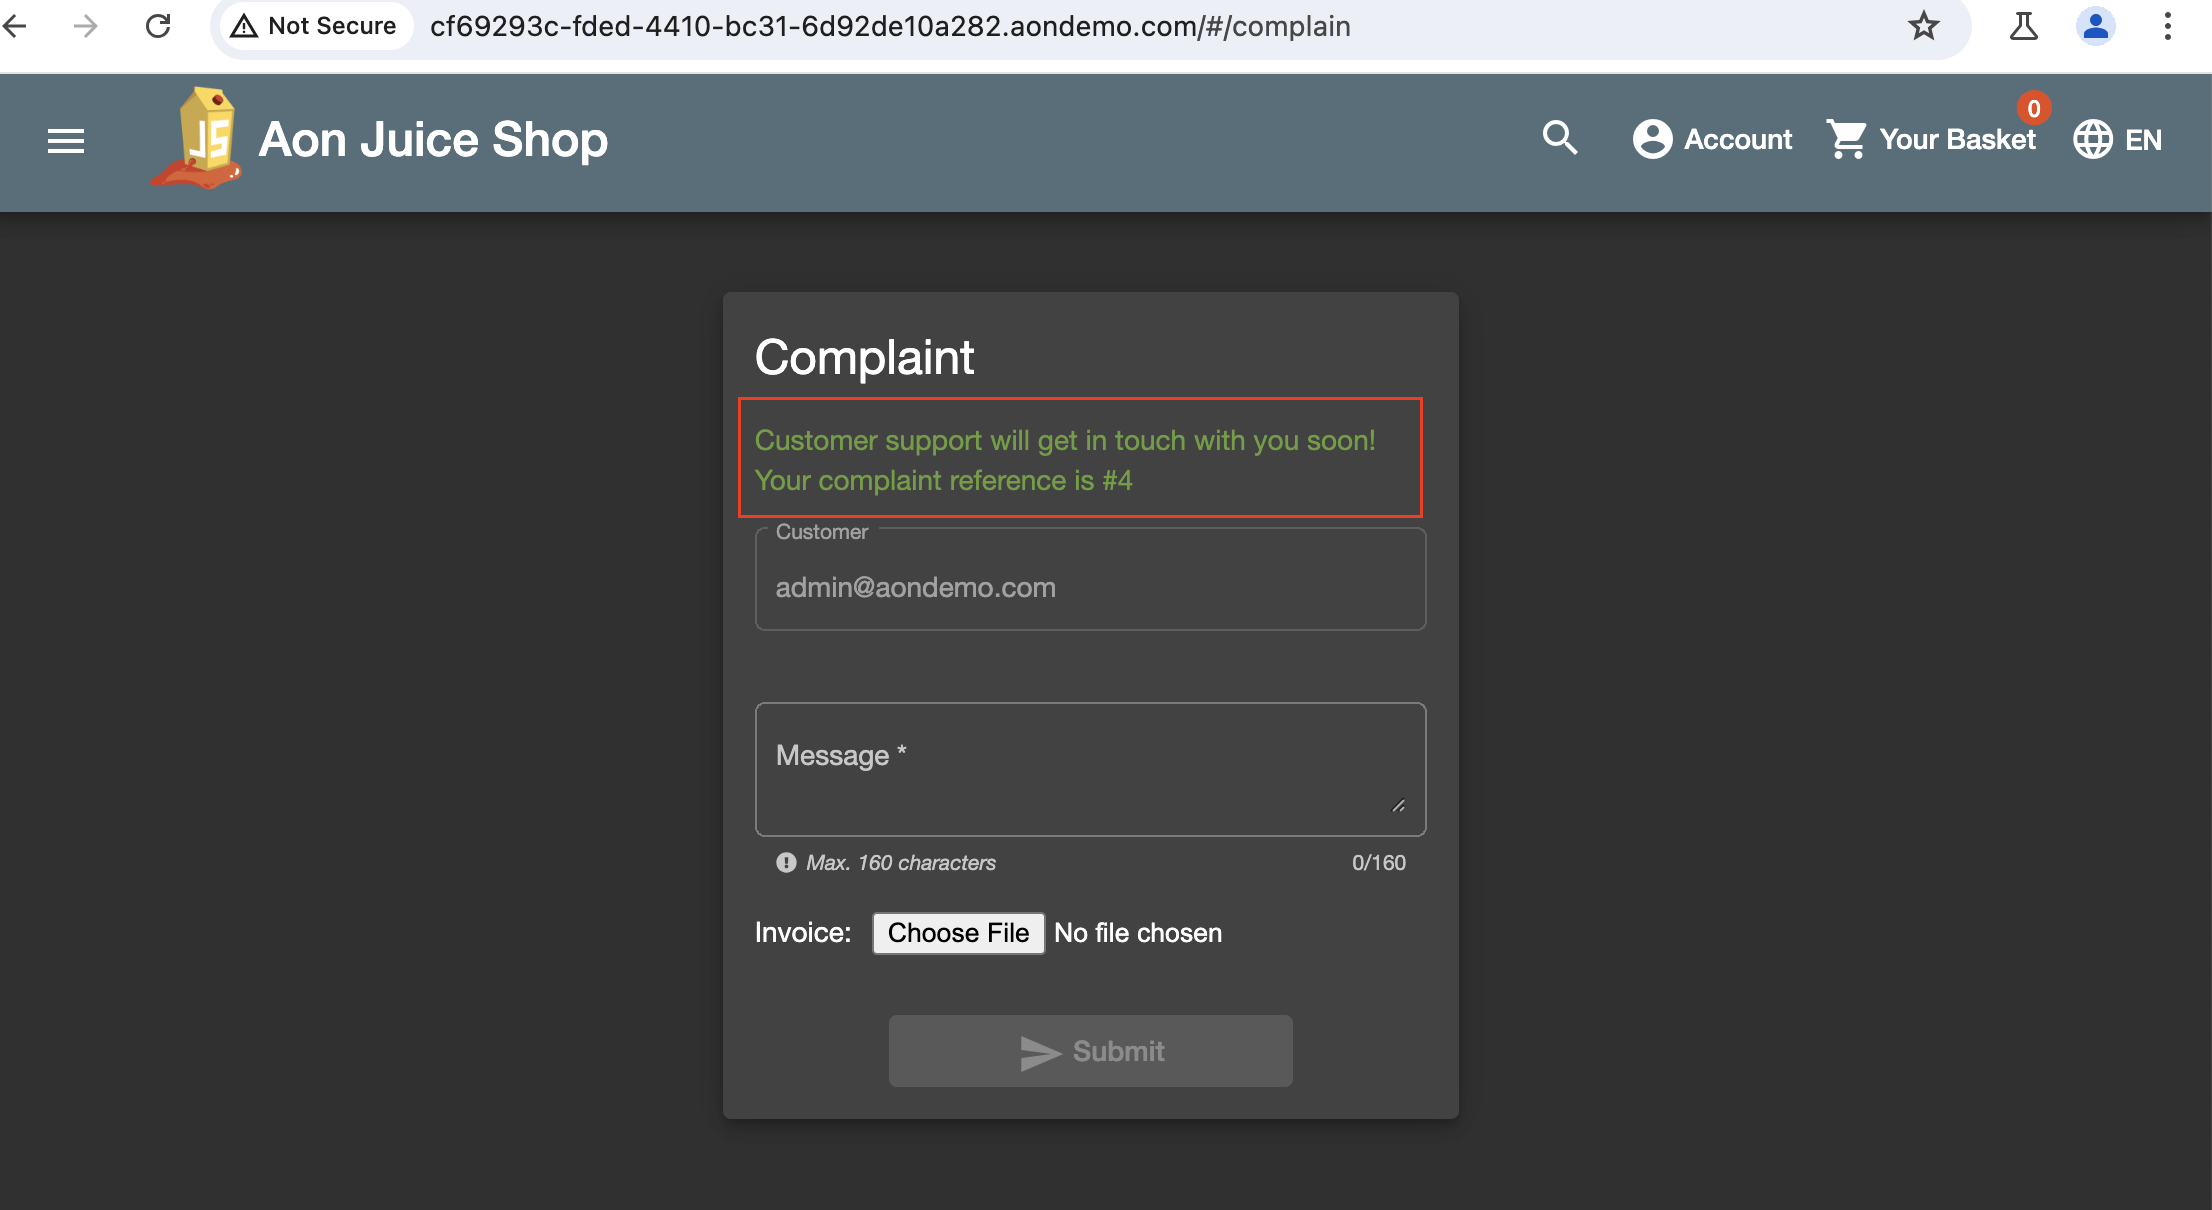 Not Secure cf69293c-fded-4410-bc31-6d92de10a282.aondemo.com/#/complain
JS Aon Juice Shop Account Your Basket 0 EN
Complaint
Customer support will get in touch with you soon!
Your complaint reference is #4
Customer
admin@aondemo.com
Message *
Max. 160 characters 0/160
Invoice: Choose File No file chosen
Submit